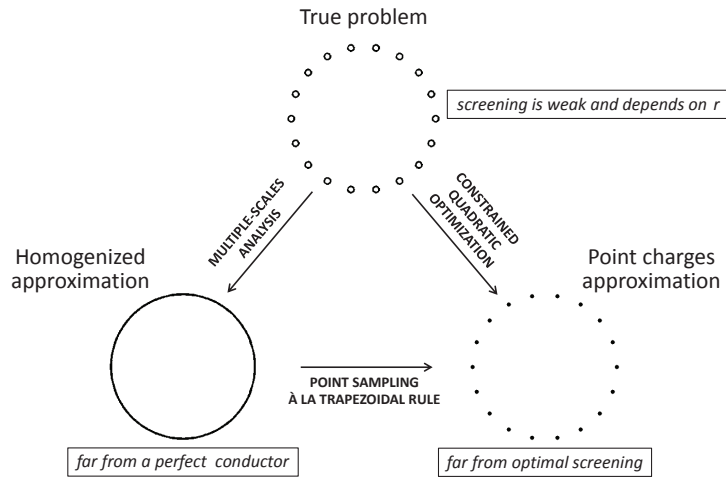 True problem
screening is weak and depends on r
MULTIPLE-SCALES
ANALYSIS
CONSTRAINED
QUADRATIC
OPTIMIZATION
Homogenized
approximation
Point charges
approximation
POINT SAMPLING
À LA TRAPEZOIDAL RULE
far from a perfect conductor
far from optimal screening